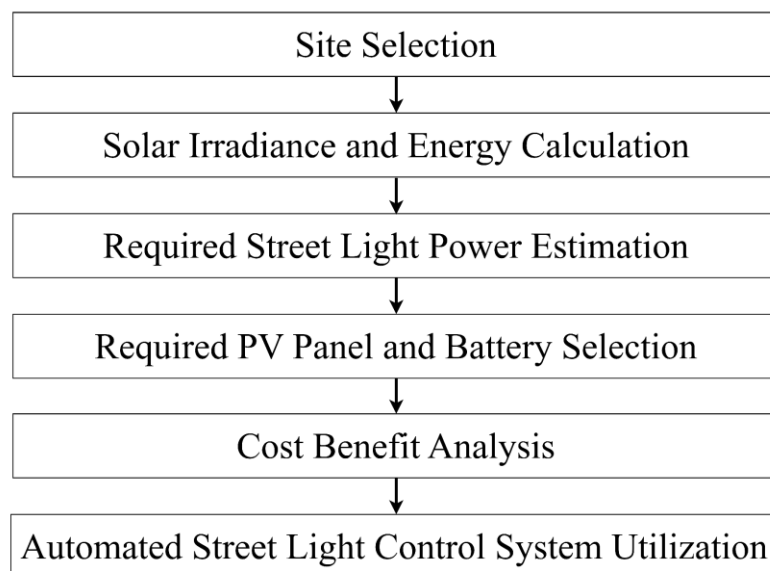 Site Selection
Solar Irradiance and Energy Calculation
Required Street Light Power Estimation
Required PV Panel and Battery Selection
Cost Benefit Analysis
Automated Street Light Control System Utilization